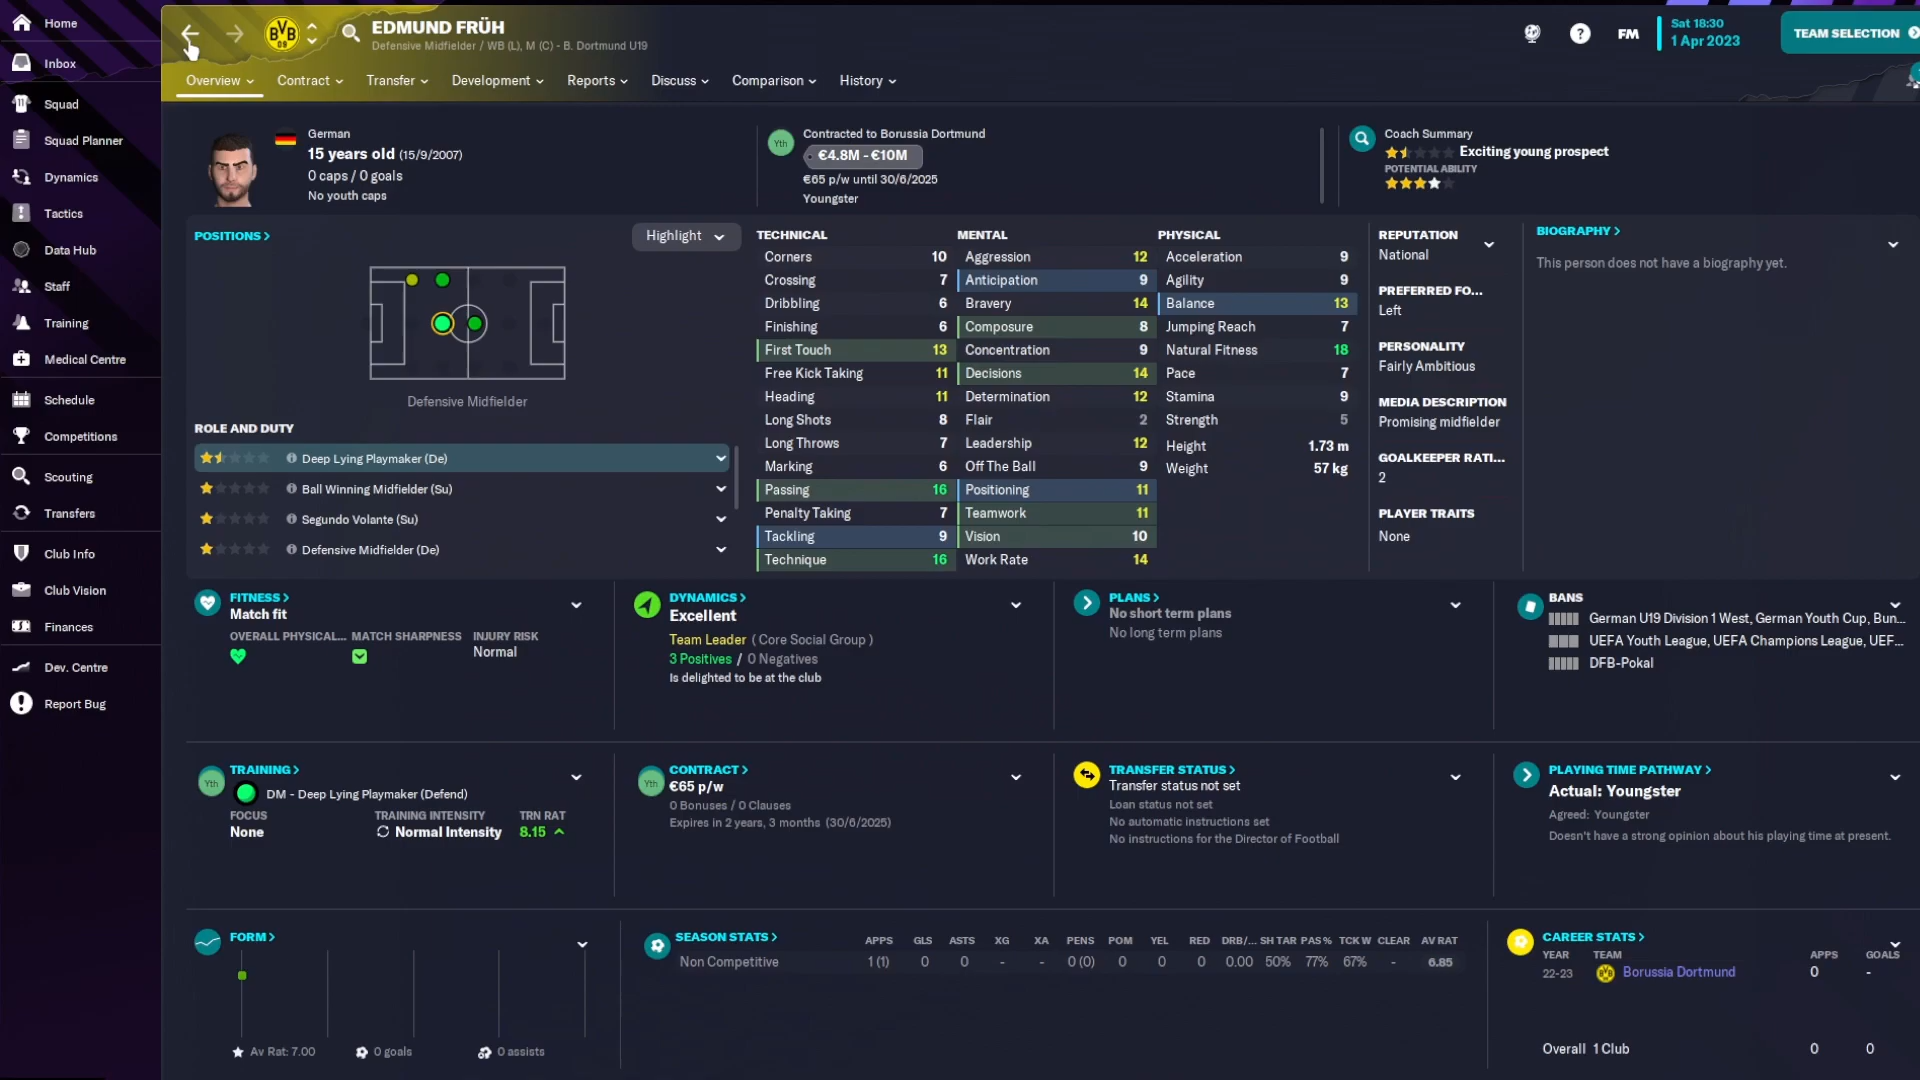 Home
Inbox
Squad
Squad Planner
Dynamics
Tactics
Data Hub
Staff
Training
Medical Centre
Schedule
Competitions
Scouting
Transfers
Club Info
Club Vision
Finances
Dev. Centre
Report Bug
EDMUND FRÜH
Defensive Midfielder / WB (L), M (C) - B. Dortmund U19
FM
Sat 18:30
1 Apr 2023
TEAM SELECTION
Overview
Contract
Transfer
Development
Reports
Discuss
Comparison
History
German
15 years old (15/9/2007)
0 caps / 0 goals
No youth caps
Yth
Contracted to Borussia Dortmund
€4.8M - €10M
€65 p/w until 30/6/2025
Youngster
Coach Summary
Exciting young prospect
POTENTIAL ABILITY
POSITIONS >
Highlight
Defensive Midfielder
ROLE AND DUTY
Deep Lying Playmaker (De)
Ball Winning Midfielder (Su)
Segundo Volante (Su)
Defensive Midfielder (De)
TECHNICAL
Corners 10
Crossing 7
Dribbling 6
Finishing 6
First Touch 13
Free Kick Taking 11
Heading 11
Long Shots 8
Long Throws 7
Marking 6
Passing 16
Penalty Taking 7
Tackling 9
Technique 16
MENTAL
Aggression 12
Anticipation 9
Bravery 14
Composure 8
Concentration 9
Decisions 14
Determination 12
Flair 2
Leadership 12
Off The Ball 9
Positioning 11
Teamwork 11
Vision 10
Work Rate 14
PHYSICAL
Acceleration 9
Agility 9
Balance 13
Jumping Reach 7
Natural Fitness 18
Pace 7
Stamina 9
Strength 5
Height 1.73 m
Weight 57 kg
REPUTATION
National
PREFERRED FO...
Left
PERSONALITY
Fairly Ambitious
MEDIA DESCRIPTION
Promising midfielder
GOALKEEPER RATI...
2
PLAYER TRAITS
None
BIOGRAPHY >
This person does not have a biography yet.
FITNESS >
Match fit
OVERALL PHYSICAL... MATCH SHARPNESS INJURY RISK
Normal
DYNAMICS >
Excellent
Team Leader ( Core Social Group )
3 Positives / 0 Negatives
Is delighted to be at the club
PLANS >
No short term plans
No long term plans
BANS
German U19 Division 1 West, German Youth Cup, Bun...
UEFA Youth League, UEFA Champions League, UEF...
DFB-Pokal
Yth
TRAINING >
DM - Deep Lying Playmaker (Defend)
FOCUS TRAINING INTENSITY TRN RAT
None Normal Intensity 8.15
Yth
CONTRACT >
€65 p/w
0 Bonuses / 0 Clauses
Expires in 2 years, 3 months (30/6/2025)
TRANSFER STATUS >
Transfer status not set
Loan status not set
No automatic instructions set
No instructions for the Director of Football
PLAYING TIME PATHWAY >
Actual: Youngster
Agreed: Youngster
Doesn't have a strong opinion about his playing time at present.
FORM >
Av Rat: 7.00 0 goals 0 assists
SEASON STATS > APPS GLS ASTS XG XA PENS POM YEL RED DRB/... SH TAR PAS % TCK W CLEAR AV RAT
Non Competitive 1 (1) 0 0 - - 0 (0) 0 0 0 0.00 50% 77% 67% - 6.85
CAREER STATS >
YEAR TEAM APPS GOALS
22-23 Borussia Dortmund 0 -
Overall 1 Club 0 0